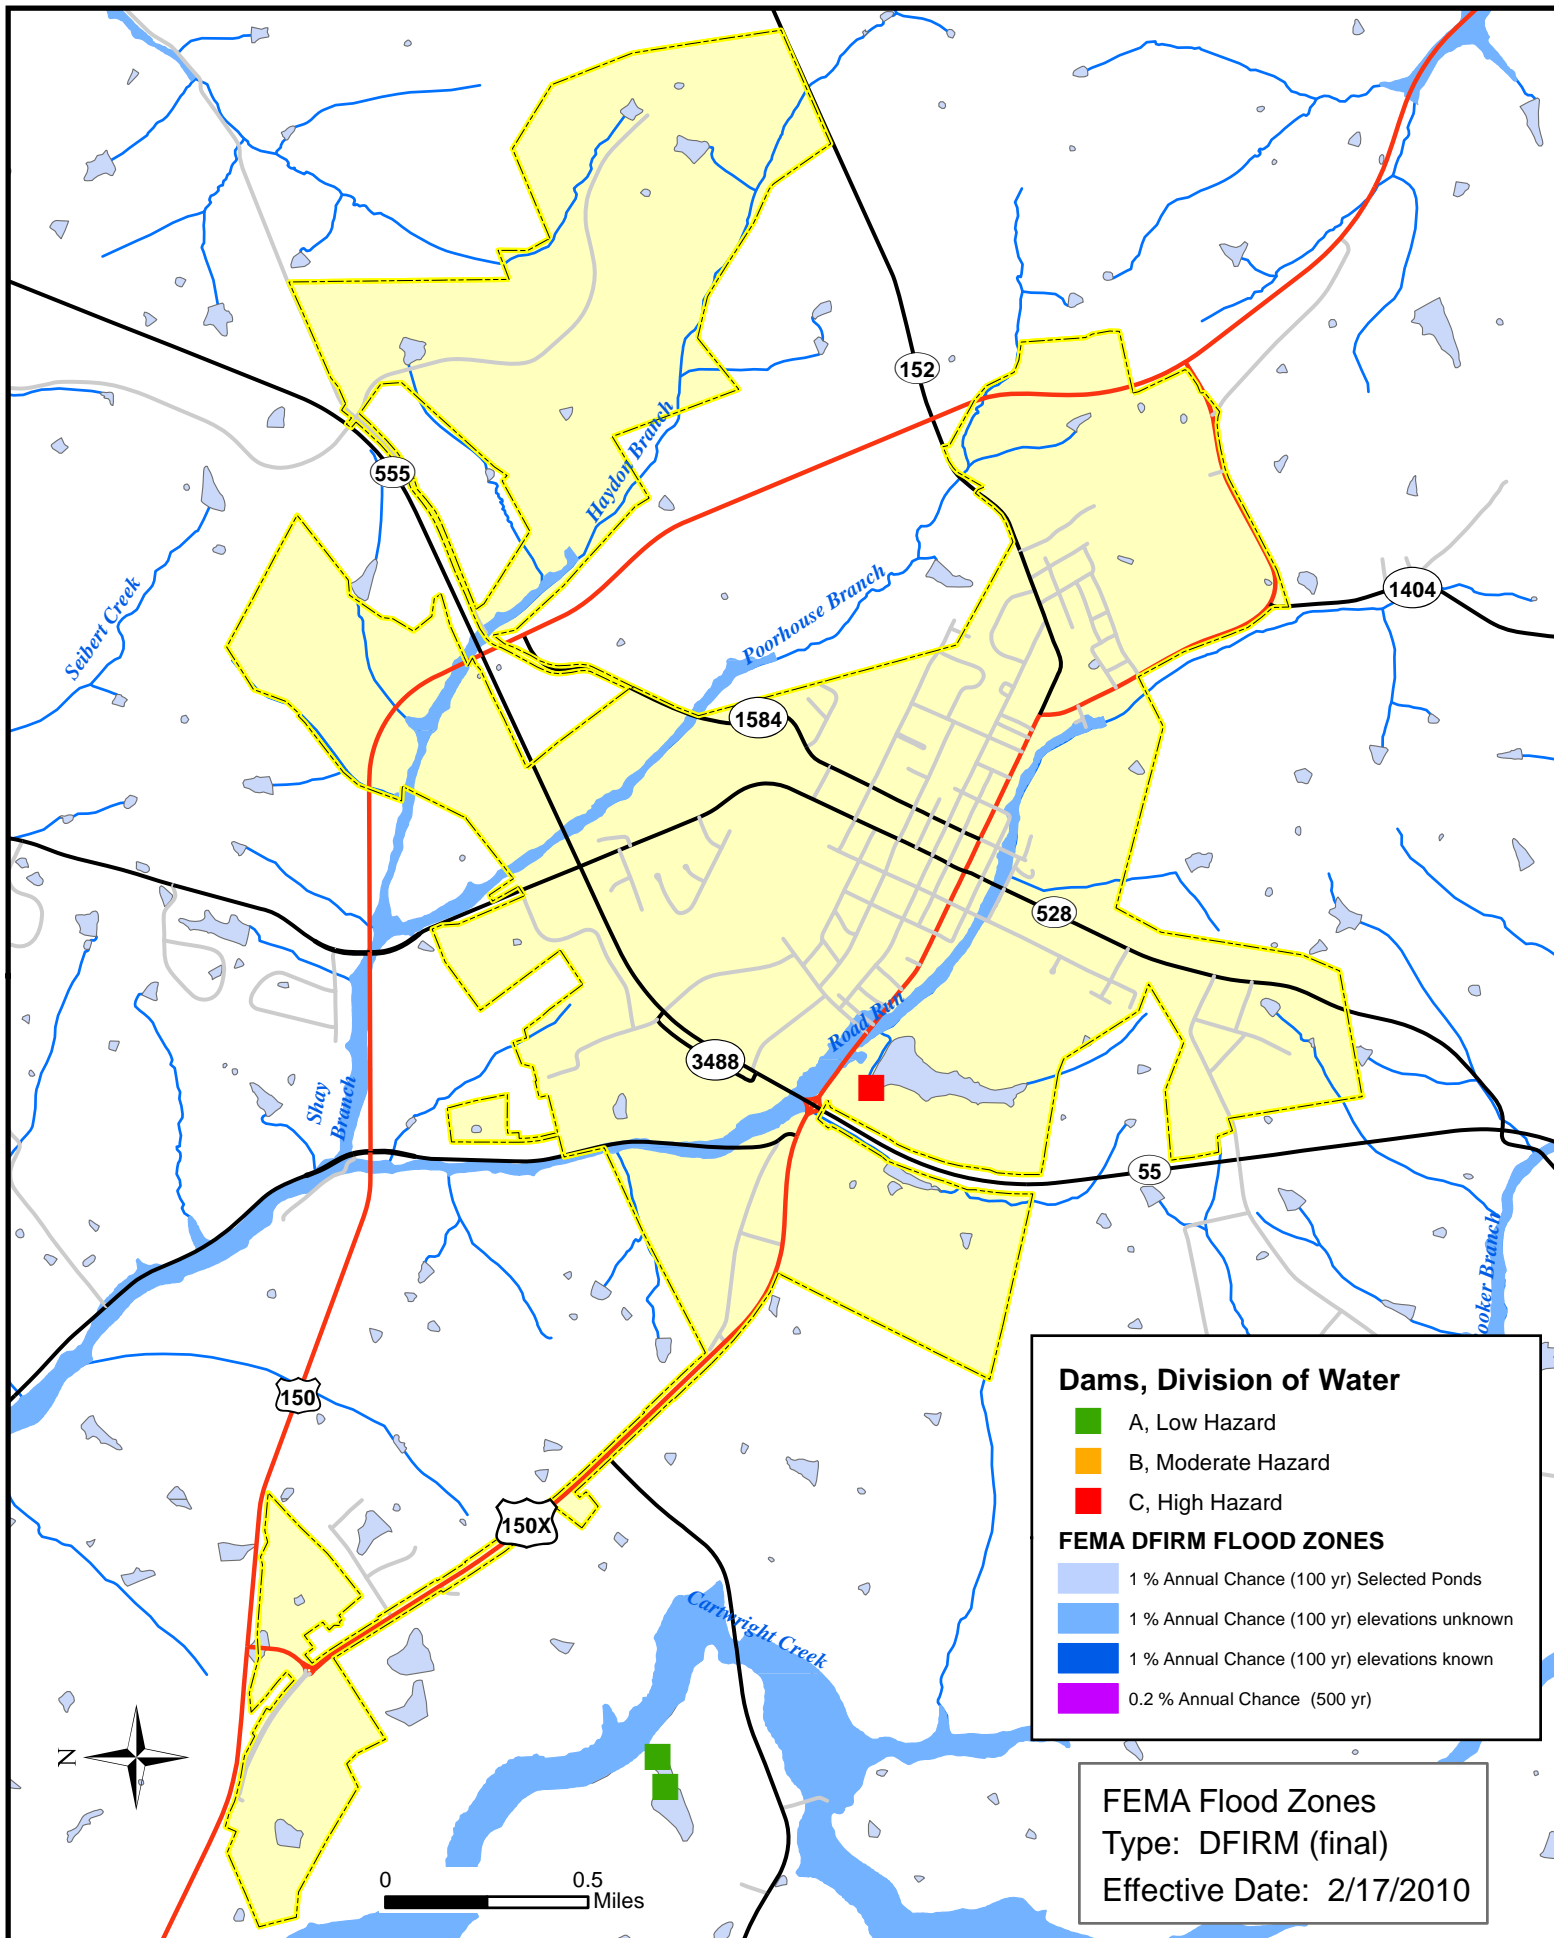 152
555
Haydon Branch
Seibert Creek
Poorhouse Branch
1404
1584
528
Road Run
3488
Shay
Branch
55
ooker Branch
150
150X
Cartwright Creek
N
0
0.5
Miles
Dams, Division of Water
A, Low Hazard
B, Moderate Hazard
C, High Hazard
FEMA DFIRM FLOOD ZONES
1 % Annual Chance (100 yr) Selected Ponds
1 % Annual Chance (100 yr) elevations unknown
1 % Annual Chance (100 yr) elevations known
0.2 % Annual Chance (500 yr)
FEMA Flood Zones
Type: DFIRM (final)
Effective Date: 2/17/2010